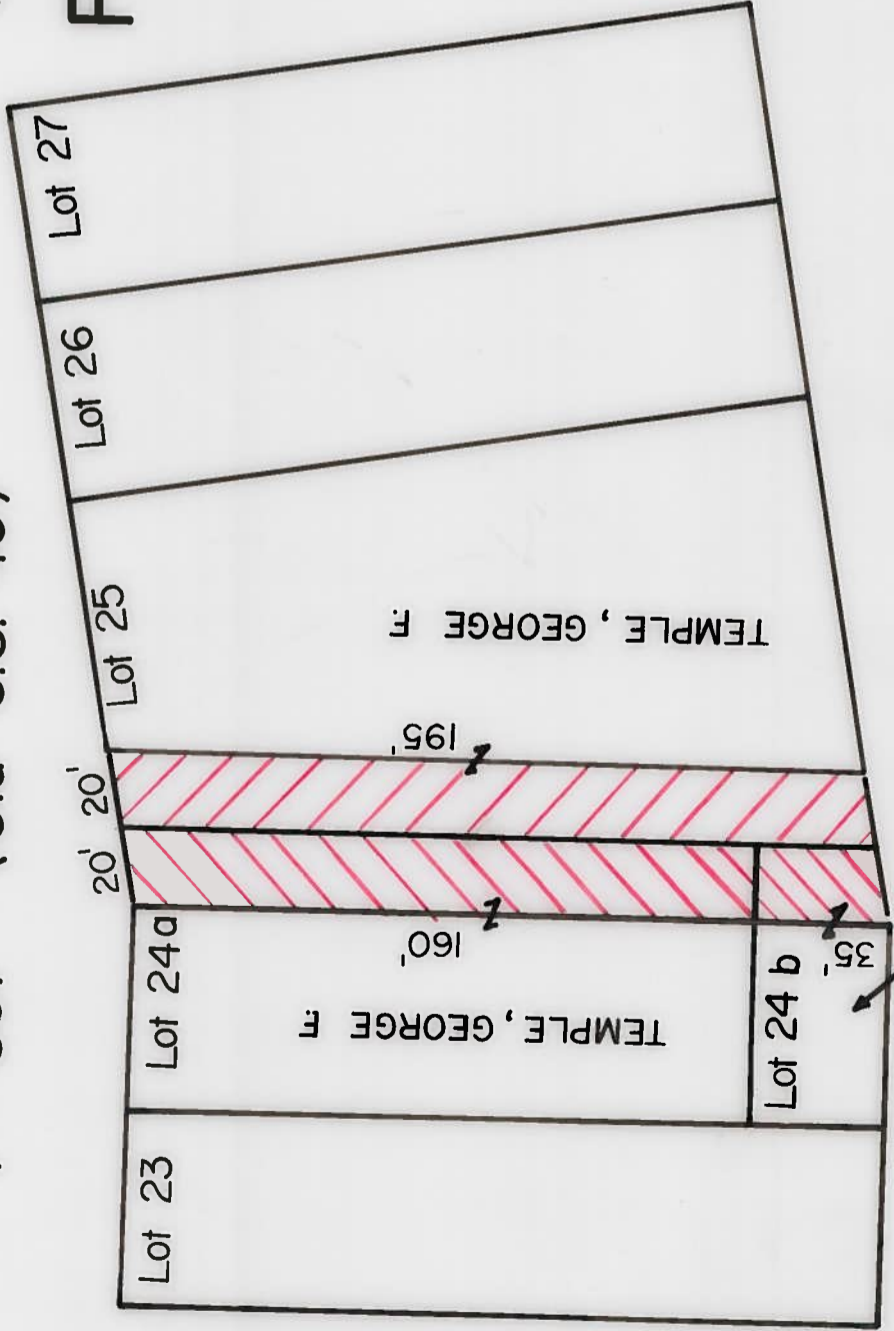 Lot 27
Lot 26
Lot 25
20'
20'
TEMPLE, GEORGE F.
195'
Lot 24a
160'
TEMPLE, GEORGE F.
Lot 24 b
35'
Lot 23